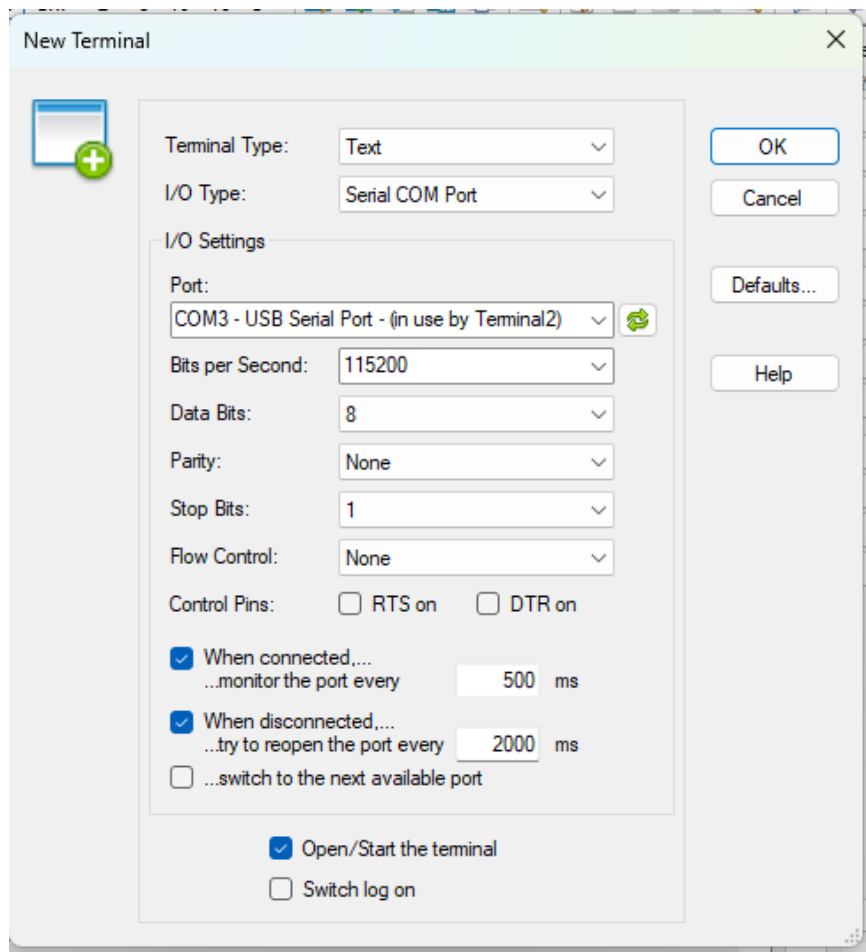 New Terminal
Terminal Type: Text
OK
I/O Type: Serial COM Port
Cancel
I/O Settings
Port:
Defaults...
COM3 - USB Serial Port - (in use by Terminal2)
Bits per Second: 115200
Help
Data Bits: 8
Parity: None
Stop Bits: 1
Flow Control: None
Control Pins: RTS on DTR on
When connected,...
...monitor the port every 500 ms
When disconnected,...
...try to reopen the port every 2000 ms
...switch to the next available port
Open/Start the terminal
Switch log on